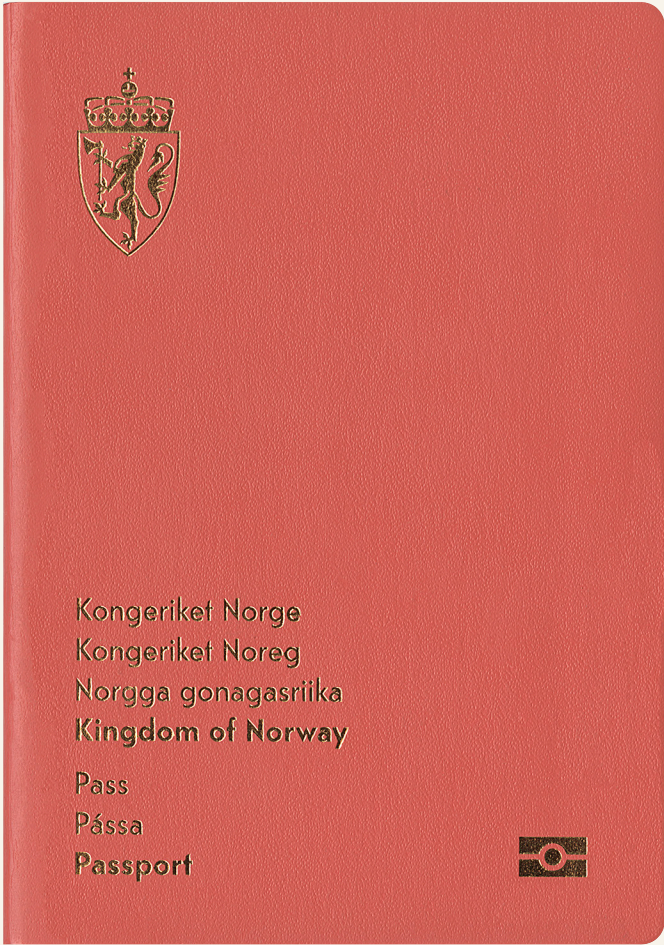 Kongeriket Norge
Kongeriket Noreg
Norgga gonagasriika
Kingdom of Norway
Pass
Pássa
Passport